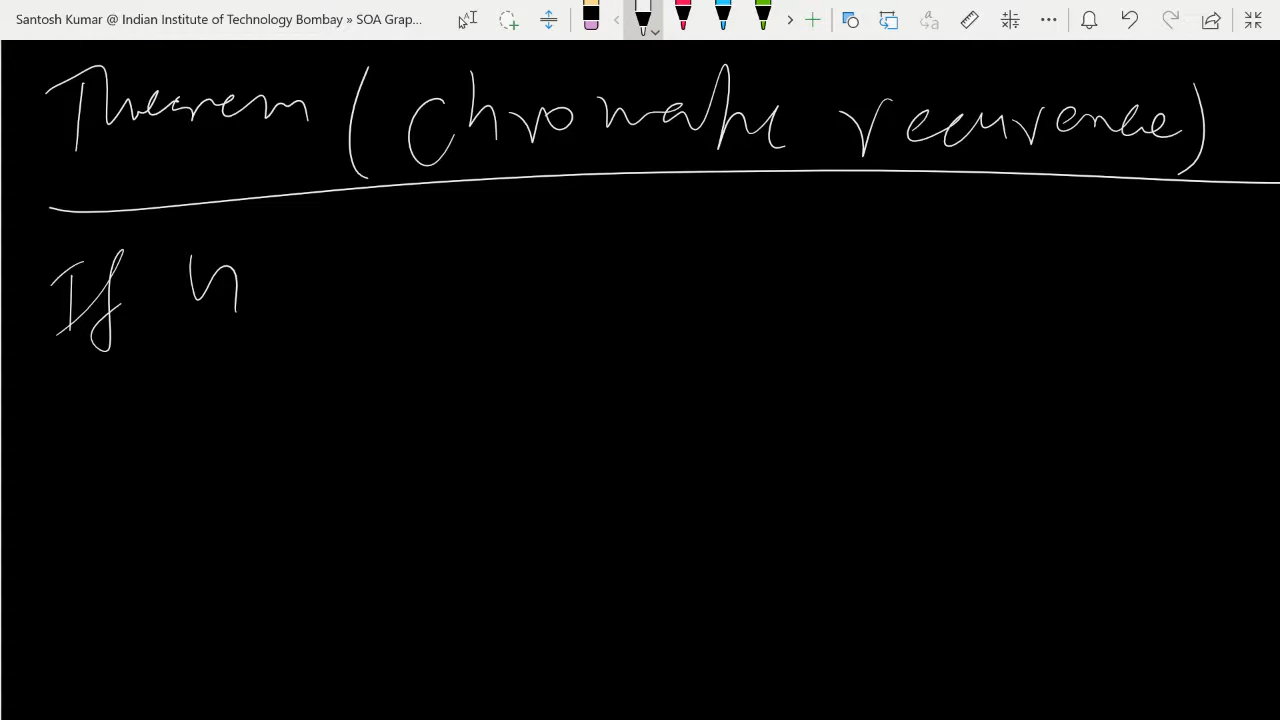 Santosh Kumar @ Indian Institute of Technology Bombay » SOA Grap...
Theorem (Chromatic recurrence)
If